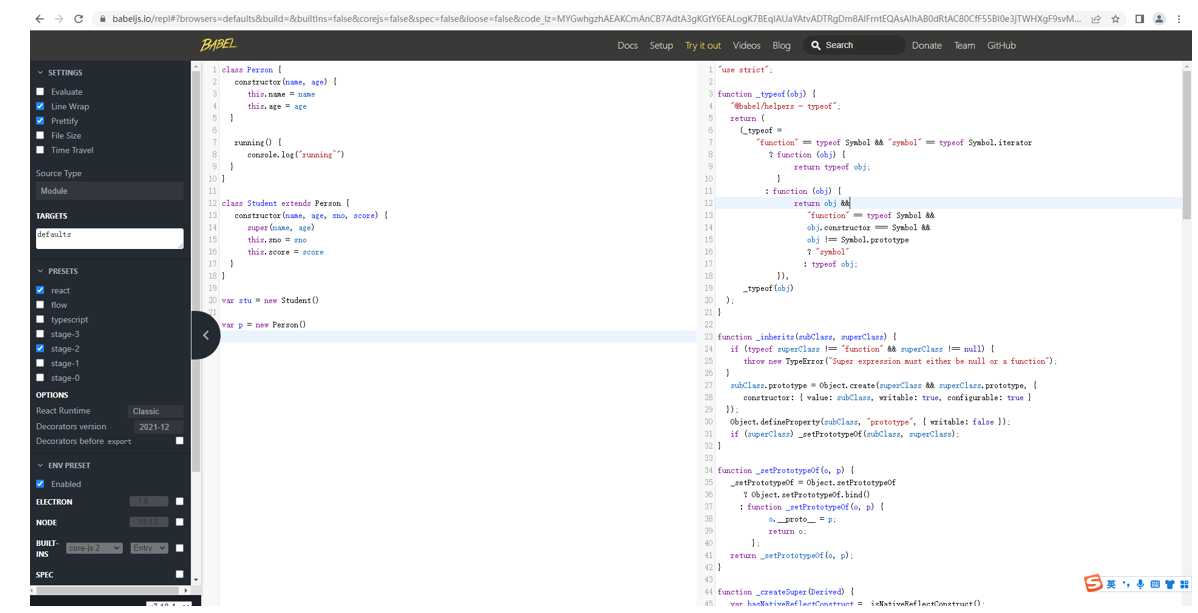 babeljs.io/repl#?browsers=defaults&build=&builtIns=false&corejs=false&spec=false&loose=false&code_lz=
BABEL
Docs Setup Try it out Videos Blog Search Donate Team GitHub
SETTINGS
Evaluate
Line Wrap
Prettify
File Size
Time Travel
Source Type
Module
TARGETS
defaults
PRESETS
react
flow
typescript
stage-3
stage-2
stage-1
stage-0
OPTIONS
React Runtime Classic
Decorators version 2021-12
Decorators before export
ENV PRESET
Enabled
ELECTRON
NODE
BUILT-INS core-js 2 Entry
SPEC
1 class Person {
2 constructor(name, age) {
3 this.name = name
4 this.age = age
5 }
6
7 running() {
8 console.log("running~")
9 }
10 }
11
12 class Student extends Person {
13 constructor(name, age, sno, score) {
14 super(name, age)
15 this.sno = sno
16 this.score = score
17 }
18 }
19
20 var stu = new Student()
21
var p = new Person()
1 "use strict";
2
3 function _typeof(obj) {
4 "@babel/helpers - typeof";
5 return (
6 (_typeof =
7 "function" == typeof Symbol && "symbol" == typeof Symbol.iterator
8 ? function (obj) {
9 return typeof obj;
10 }
11 : function (obj) {
12 return obj &&
13 "function" == typeof Symbol &&
14 obj.constructor === Symbol &&
15 obj !== Symbol.prototype
16 ? "symbol"
17 : typeof obj;
18 }),
19 _typeof(obj)
20 );
21 }
22
23 function _inherits(subClass, superClass) {
24 if (typeof superClass !== "function" && superClass !== null) {
25 throw new TypeError("Super expression must either be null or a function");
26 }
27 subClass.prototype = Object.create(superClass && superClass.prototype, {
28 constructor: { value: subClass, writable: true, configurable: true }
29 });
30 Object.defineProperty(subClass, "prototype", { writable: false });
31 if (superClass) _setPrototypeOf(subClass, superClass);
32 }
33
34 function _setPrototypeOf(o, p) {
35 _setPrototypeOf = Object.setPrototypeOf
36 ? Object.setPrototypeOf.bind()
37 : function _setPrototypeOf(o, p) {
38 o.__proto__ = p;
39 return o;
40 };
41 return _setPrototypeOf(o, p);
42 }
43
44 function _createSuper(Derived) {
45 var hasNativeReflectConstruct = _isNativeReflectConstruct();
英